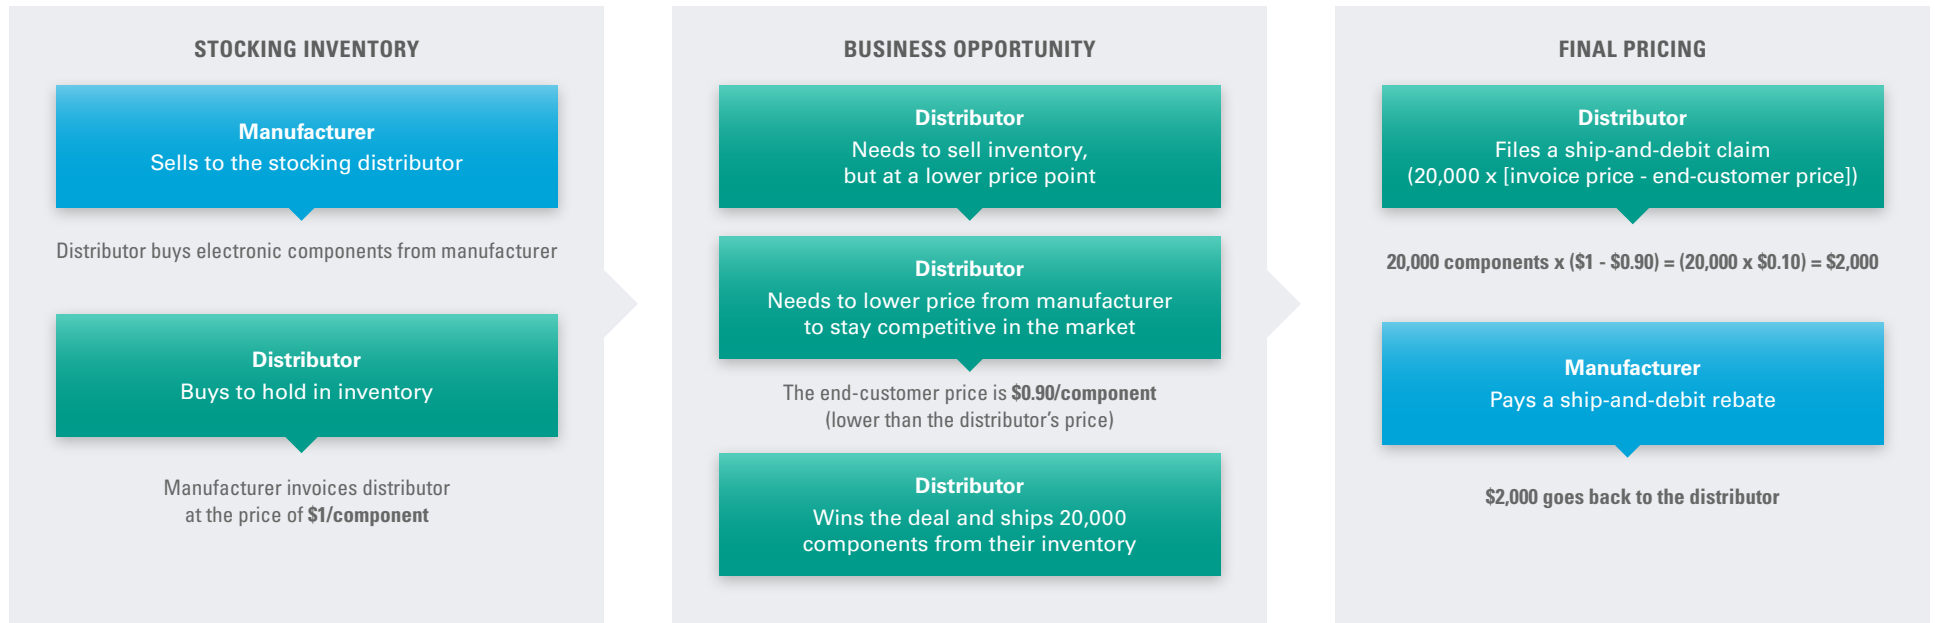 STOCKING INVENTORY
Manufacturer
Sells to the stocking distributor
Distributor buys electronic components from manufacturer
Distributor
Buys to hold in inventory
Manufacturer invoices distributor
at the price of $1/component
BUSINESS OPPORTUNITY
Distributor
Needs to sell inventory,
but at a lower price point
Distributor
Needs to lower price from manufacturer
to stay competitive in the market
The end-customer price is $0.90/component
(lower than the distributor's price)
Distributor
Wins the deal and ships 20,000
components from their inventory
FINAL PRICING
Distributor
Files a ship-and-debit claim
(20,000 x [invoice price - end-customer price])
20,000 components x ($1 - $0.90) = (20,000 x $0.10) = $2,000
Manufacturer
Pays a ship-and-debit rebate
$2,000 goes back to the distributor